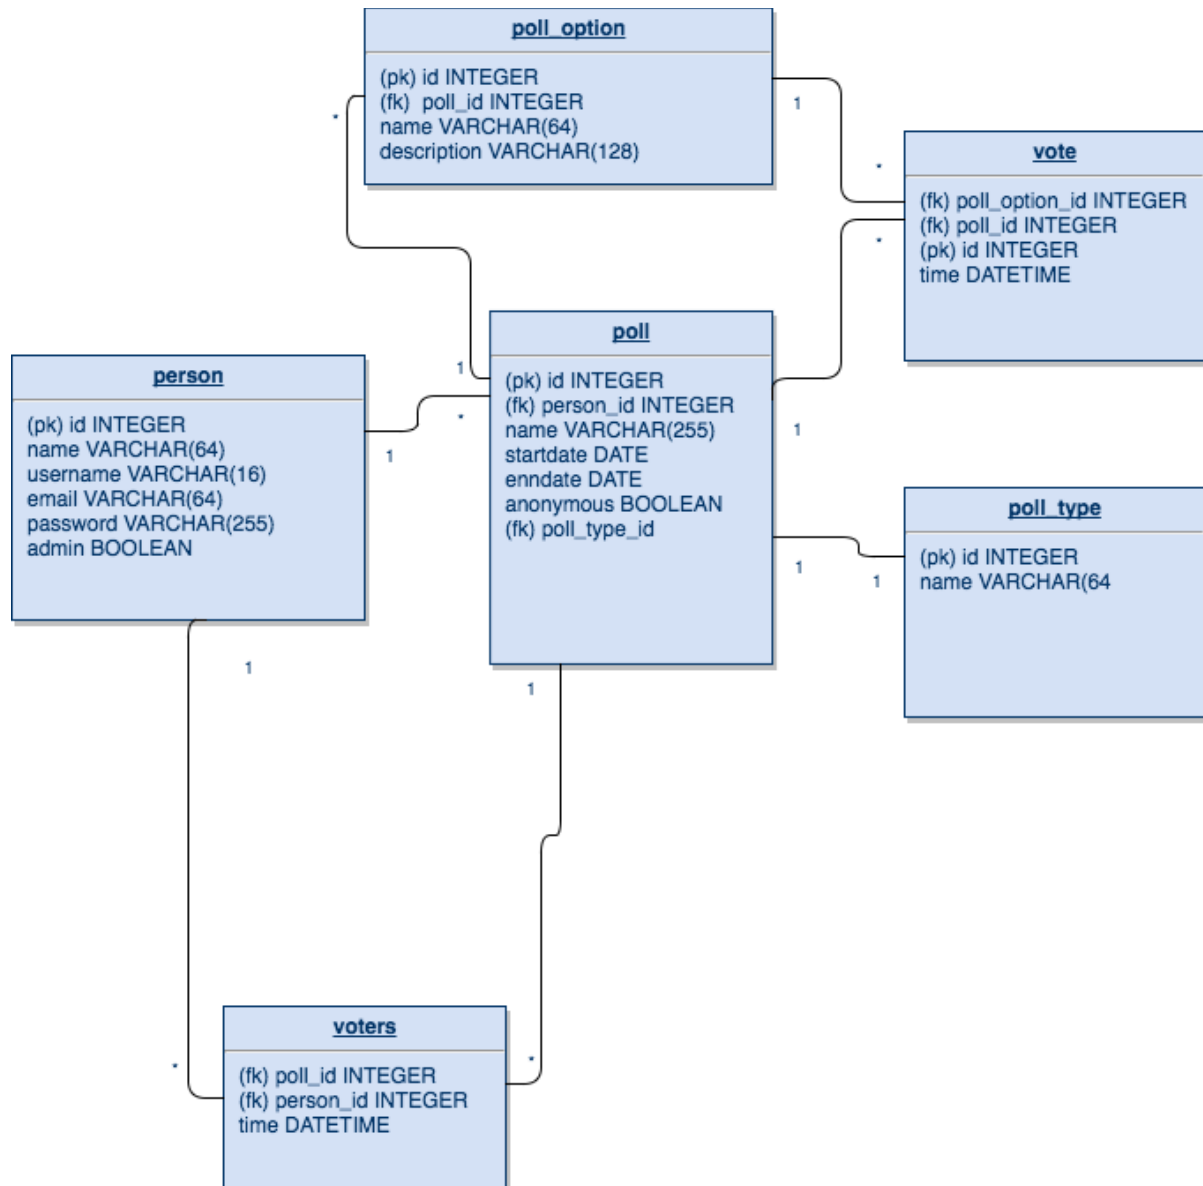 poll_option
(pk) id INTEGER
(fk) poll_id INTEGER
name VARCHAR(64)
description VARCHAR(128)
*
1
*
vote
(fk) poll_option_id INTEGER
(fk) poll_id INTEGER
(pk) id INTEGER
time DATETIME
*
poll
(pk) id INTEGER
(fk) person_id INTEGER
name VARCHAR(255)
startdate DATE
enndate DATE
anonymous BOOLEAN
(fk) poll_type_id
1
*
1
1
person
(pk) id INTEGER
name VARCHAR(64)
username VARCHAR(16)
email VARCHAR(64)
password VARCHAR(255)
admin BOOLEAN
poll_type
(pk) id INTEGER
name VARCHAR(64
1
1
1
1
voters
(fk) poll_id INTEGER
(fk) person_id INTEGER
time DATETIME
*
*